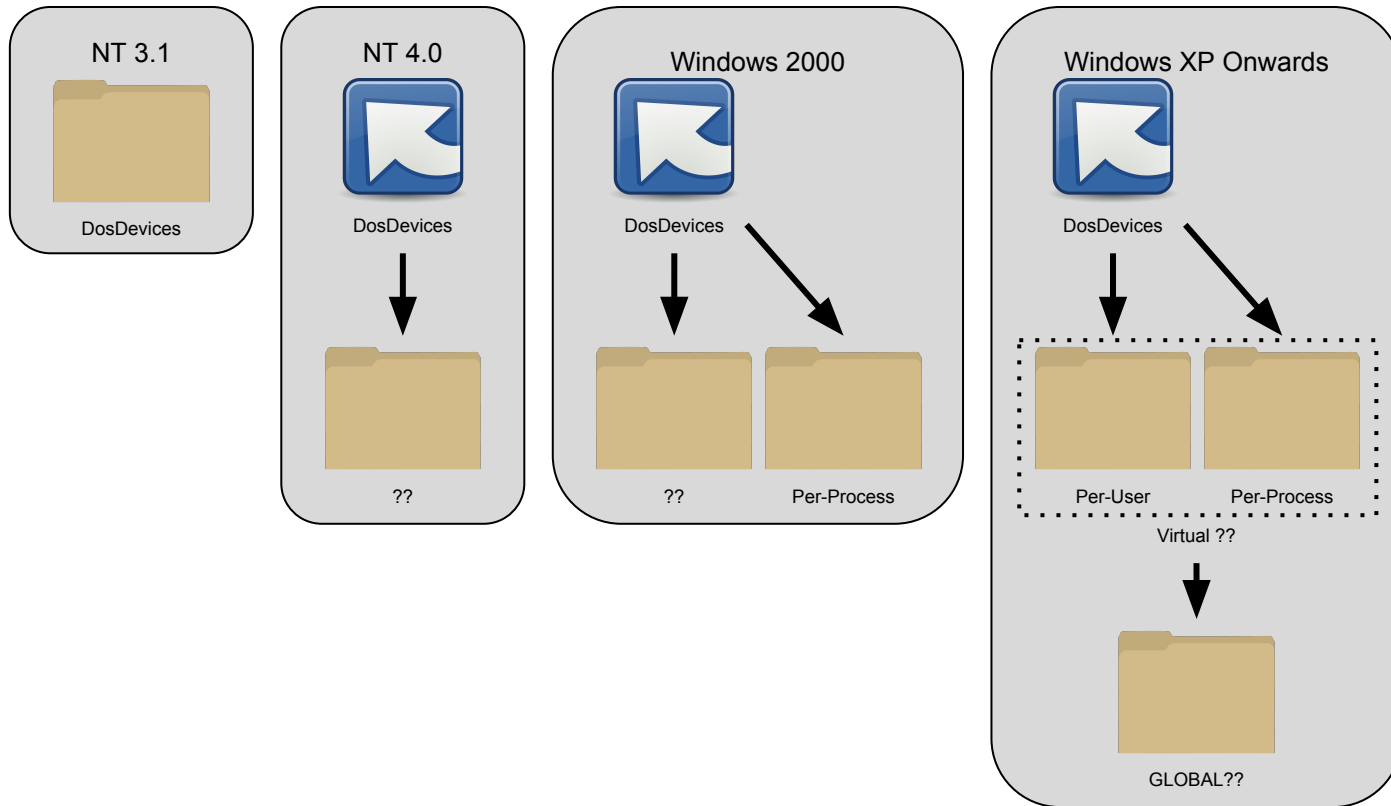 NT 3.1
DosDevices
NT 4.0
DosDevices
??
Windows 2000
DosDevices
??
Per-Process
Windows XP Onwards
DosDevices
Per-User
Per-Process
Virtual ??
GLOBAL??